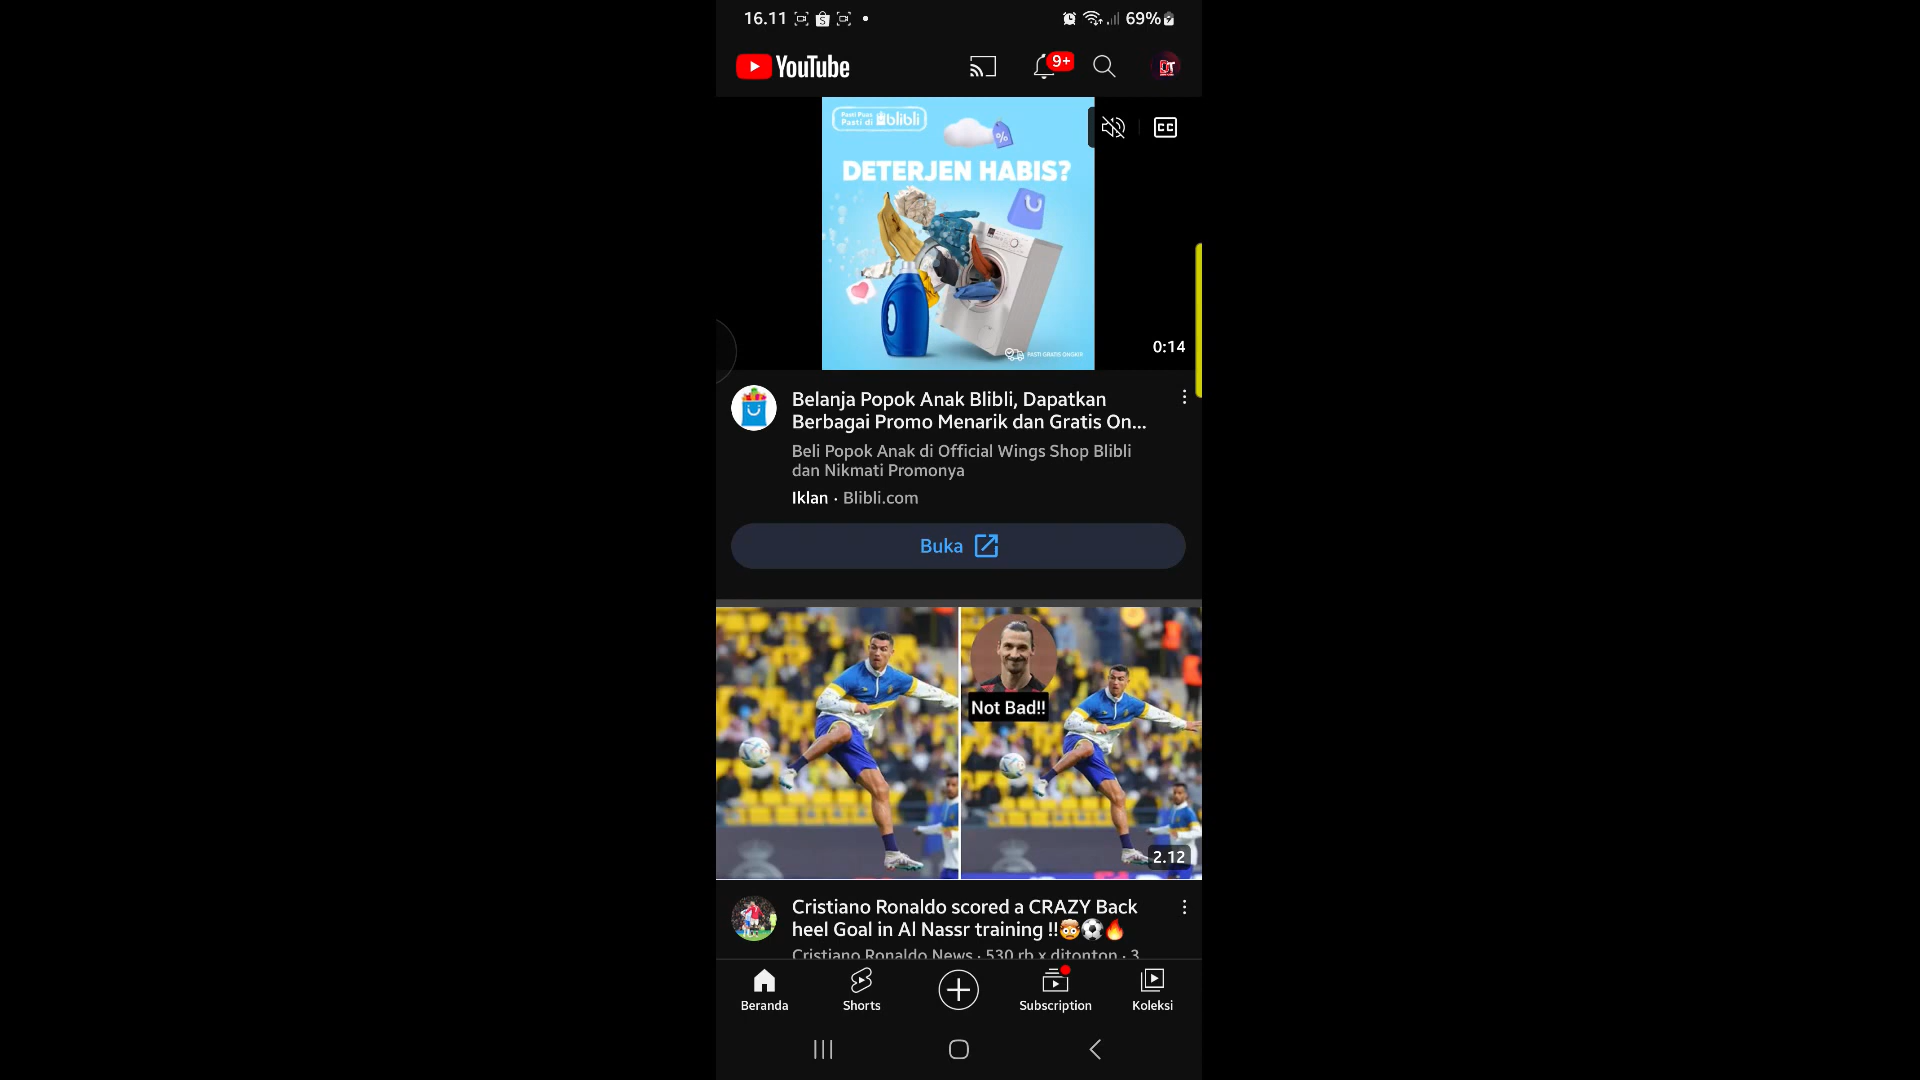 16.11
69%
YouTube
9+
Pasti Puas
Pasti di blibli
%
CC
DETERJEN HABIS?
PASTI GRATIS ONGKIR
0:14
Belanja Popok Anak Blibli, Dapatkan
Berbagai Promo Menarik dan Gratis On...
Beli Popok Anak di Official Wings Shop Blibli
dan Nikmati Promonya
Iklan · Blibli.com
Buka
Not Bad!!
2.12
Cristiano Ronaldo scored a CRAZY Back
heel Goal in Al Nassr training !!🤯⚽🔥
Cristiano Ronaldo News · 530 rb x ditonton · 3
Beranda
Shorts
Subscription
Koleksi